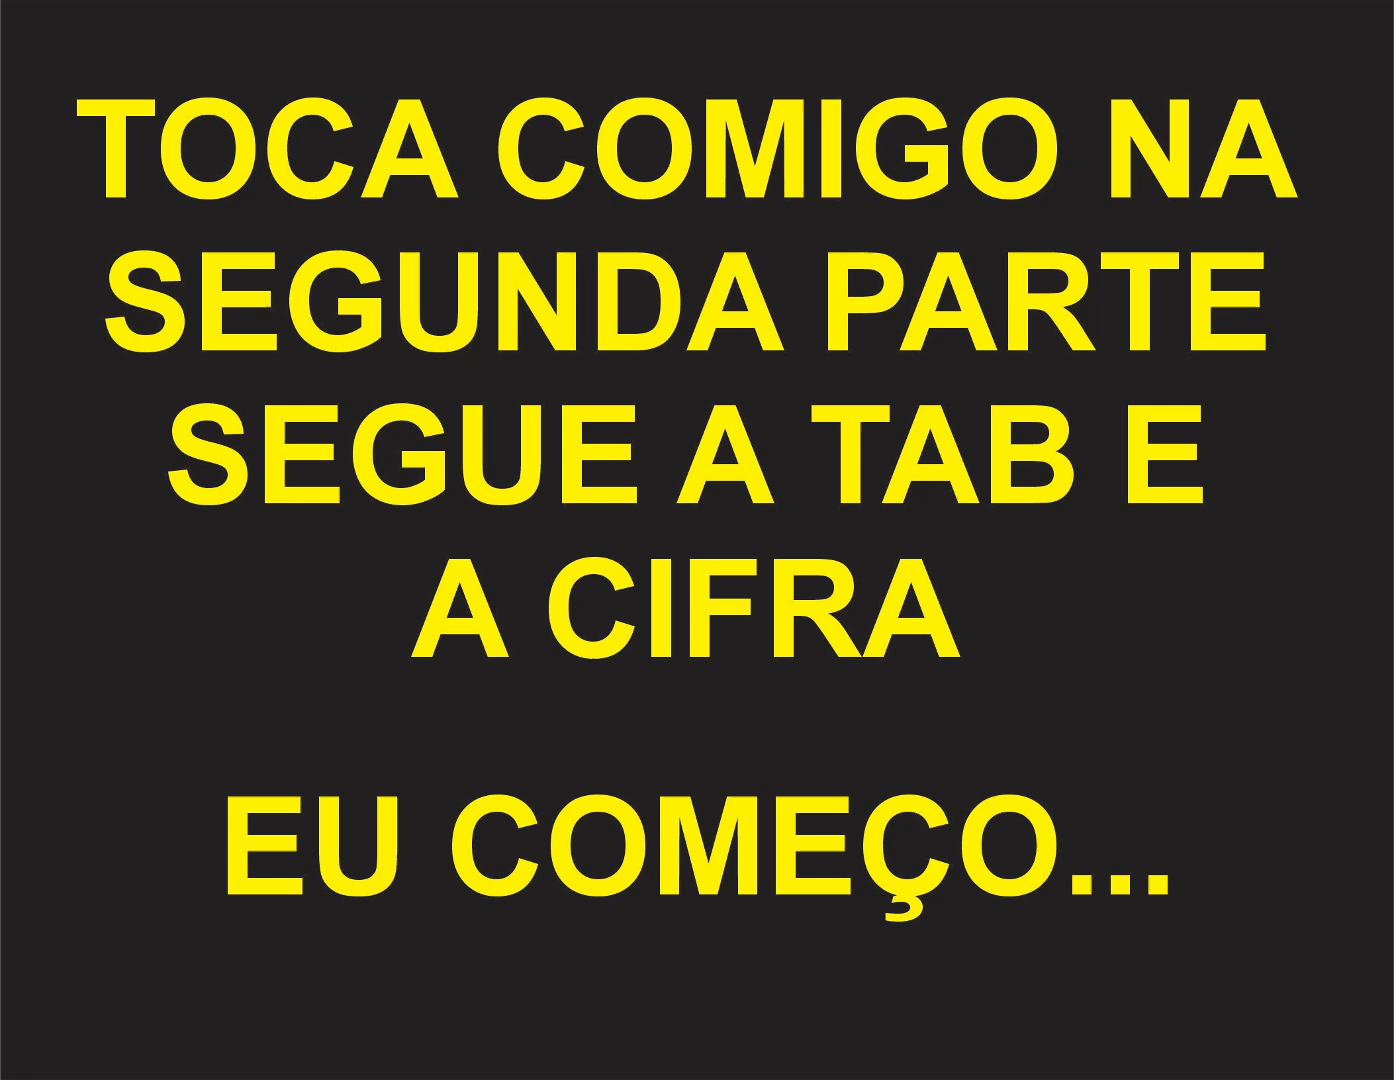 TOCA COMIGO NA
SEGUNDA PARTE
SEGUE A TAB E
A CIFRA
EU COMEÇO...